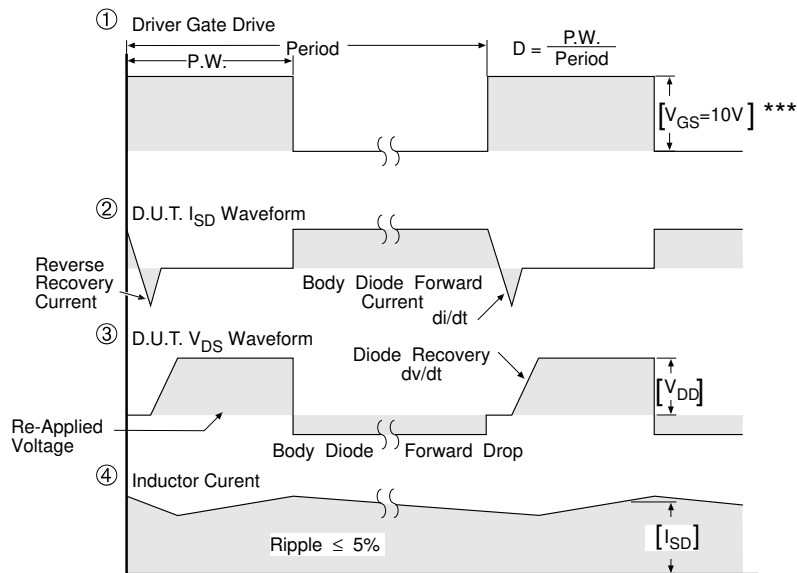 ① Driver Gate Drive
Period
P.W.
D = P.W. / Period
[VGS=10V] ***
② D.U.T. ISD Waveform
Reverse
Recovery
Current
Body Diode Forward
Current
di/dt
③ D.U.T. VDS Waveform
Diode Recovery
dv/dt
[VDD]
Re-Applied
Voltage
Body Diode Forward Drop
④ Inductor Curent
Ripple ≤ 5%
[ISD]